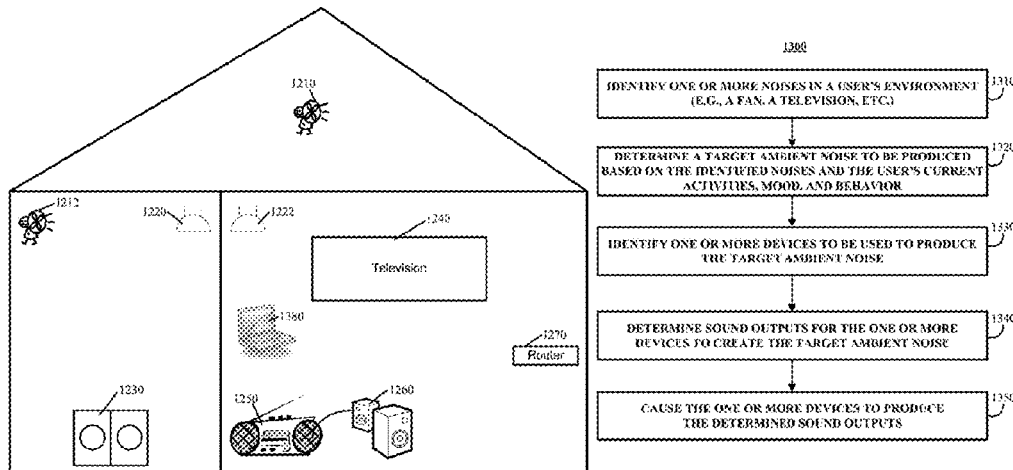 1210
1212
1220
1222
1240
Television
1380
1270
Router
1230
1250
1260
1300
IDENTIFY ONE OR MORE NOISES IN A USER'S ENVIRONMENT
(E.G., A FAN, A TELEVISION, ETC.)
1310
DETERMINE A TARGET AMBIENT NOISE TO BE PRODUCED
BASED ON THE IDENTIFIED NOISES AND THE USER'S CURRENT
ACTIVITIES, MOOD, AND BEHAVIOR
1320
IDENTIFY ONE OR MORE DEVICES TO BE USED TO PRODUCE
THE TARGET AMBIENT NOISE
1330
DETERMINE SOUND OUTPUTS FOR THE ONE OR MORE
DEVICES TO CREATE THE TARGET AMBIENT NOISE
1340
CAUSE THE ONE OR MORE DEVICES TO PRODUCE
THE DETERMINED SOUND OUTPUTS
1350